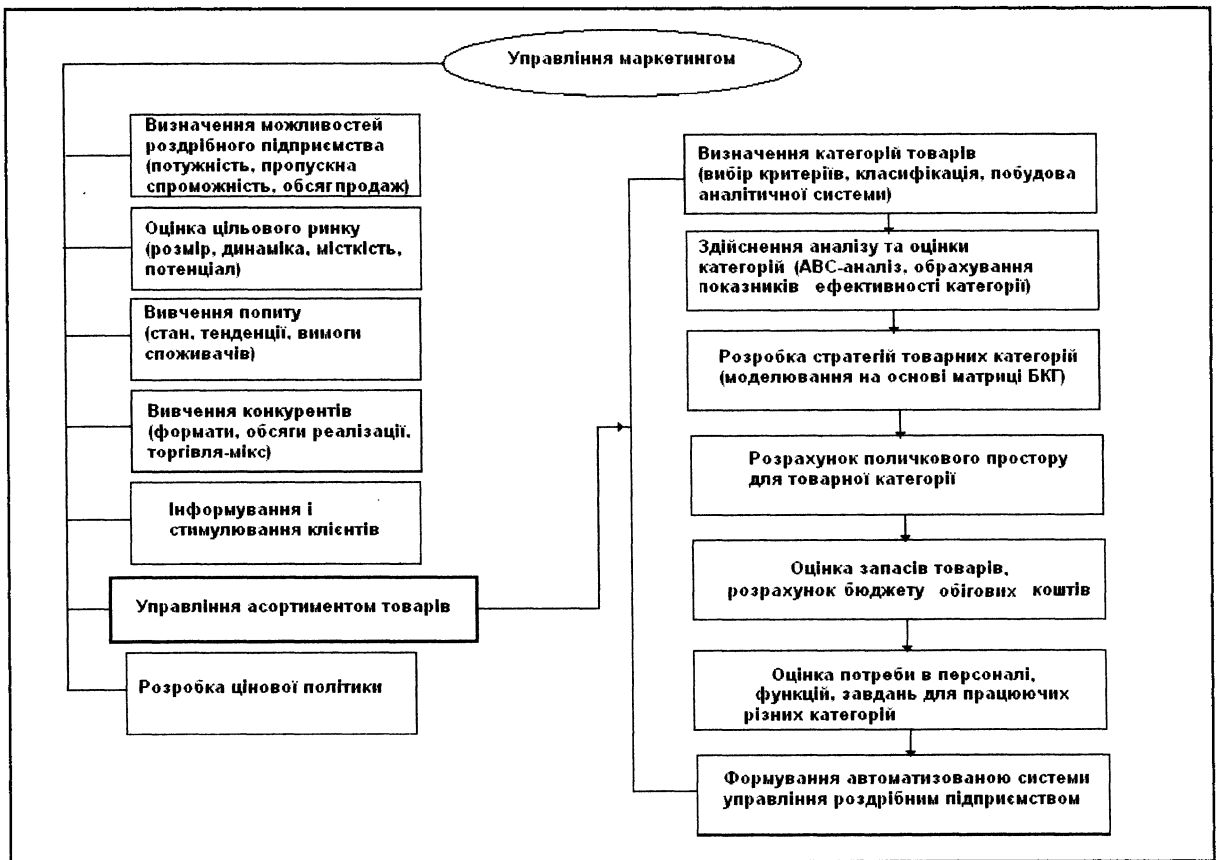 Управління маркетингом
Визначення можливостей
роздрібного підприємства
(потужність, пропускна
спроможність, обсяг продаж)
Оцінка цільового ринку
(розмір, динаміка, місткість,
потенціал)
Вивчення попиту
(стан, тенденції, вимоги
споживачів)
Вивчення конкурентів
(формати, обсяги реалізації,
торгівля-мікс)
Інформування і
стимулювання клієнтів
Управління асортиментом товарів
Розробка цінової політики
Визначення категорій товарів
(вибір критеріїв, класифікація, побудова
аналітичної системи)
Здійснення аналізу та оцінки
категорій (АВС-аналіз, обрахування
показників ефективності категорії)
Розробка стратегій товарних категорій
(моделювання на основі матриці БКГ)
Розрахунок поличкового простору
для товарної категорії
Оцінка запасів товарів,
розрахунок бюджету обігових коштів
Оцінка потреби в персоналі,
функцій, завдань для працюючих
різних категорій
Формування автоматизованою системи
управління роздрібним підприємством